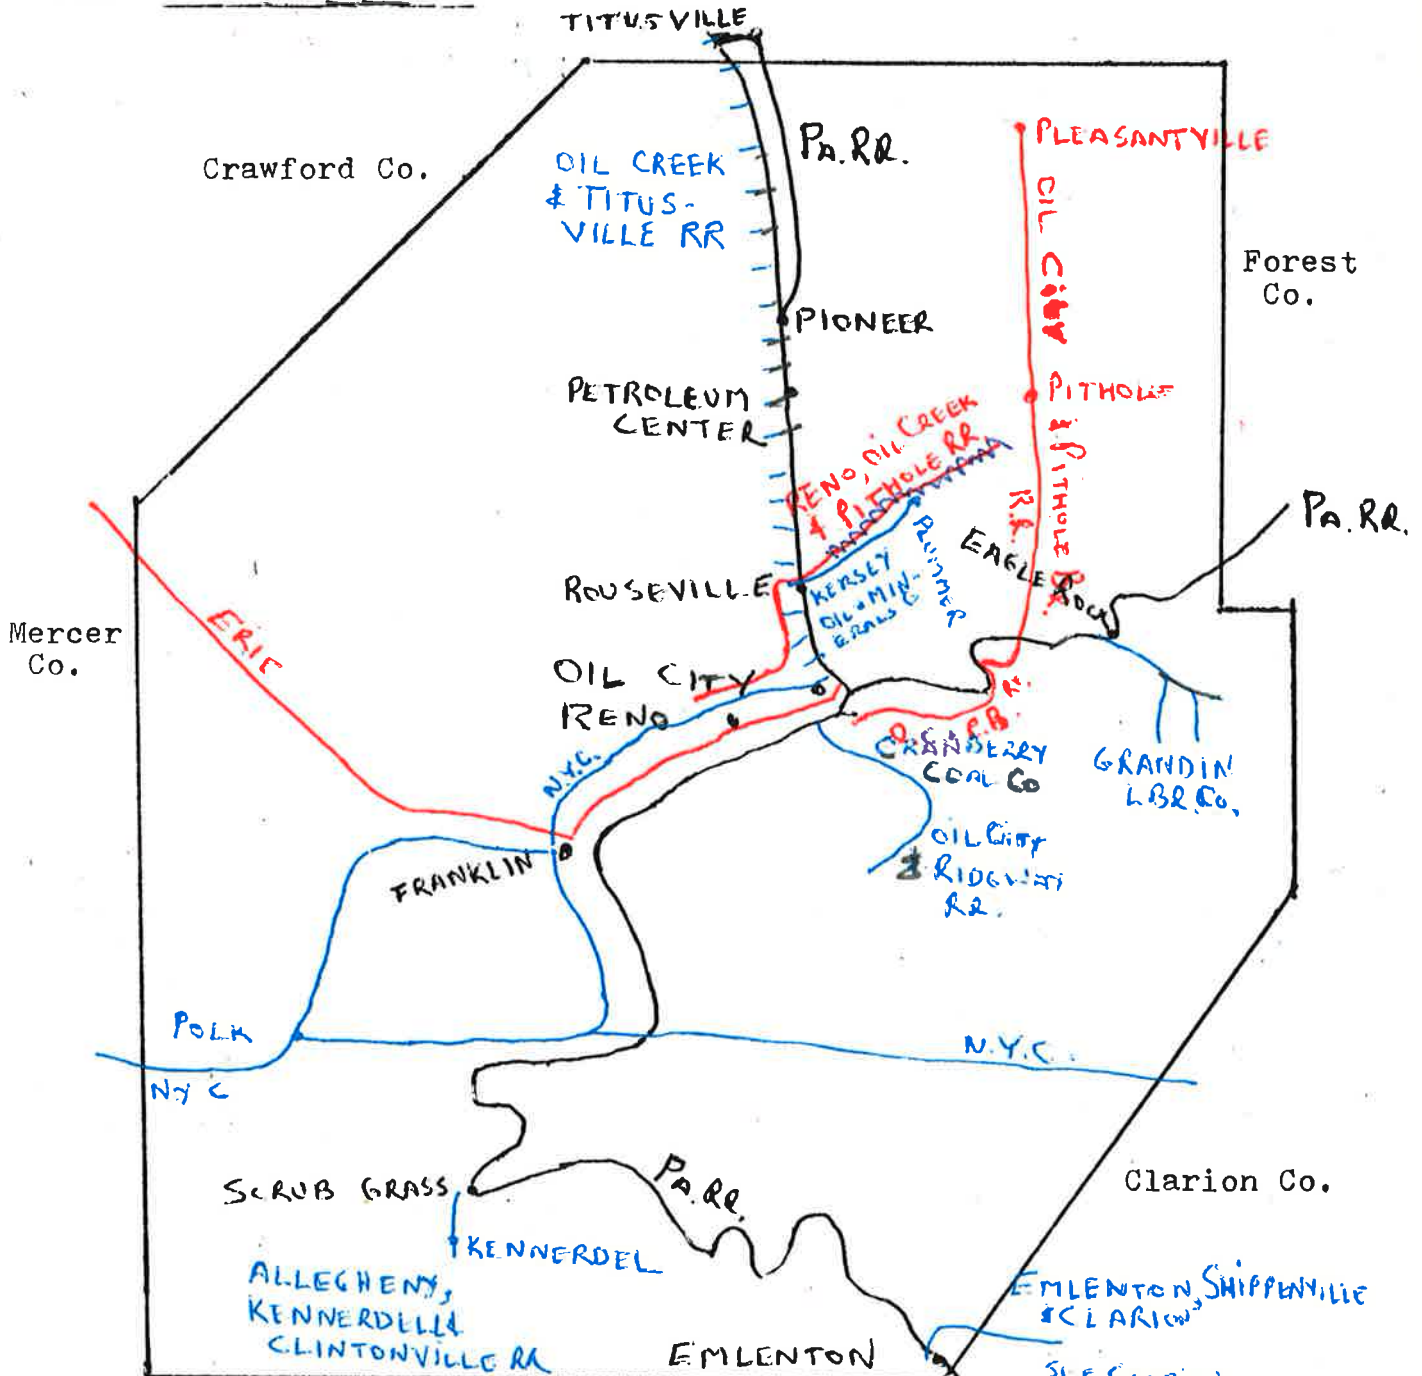 TITUSVILLE
PA. RR.
PLEASANTVILLE
Crawford Co.
OIL CREEK
& TITUS-
VILLE RR
OIL CITY
& PITHOLE
R.R.
Forest
Co.
PIONEER
PETROLEUM
CENTER
PITHOLE
RENO, OIL CREEK
& PITHOLE RR
PA. RR.
EAGLE ROCK
PLUMMER
ROUSEVILLE
KERSEY
OIL & MIN-
ERALS
Mercer
Co.
ERIE
OIL CITY
RENO
N.Y.C.
CRANBERRY
COAL CO
GRANDIN
LBR. CO.
OIL CITY
& RIDGWAY
RR.
FRANKLIN
POLK
N.Y.C.
NYC
Clarion Co.
SCRUB GRASS
PA. RR.
KENNERDEL
ALLEGHENY,
KENNERDELL &
CLINTONVILLE RR
EMLENTON, SHIPPENVILLE
& CLARION
EMLENTON